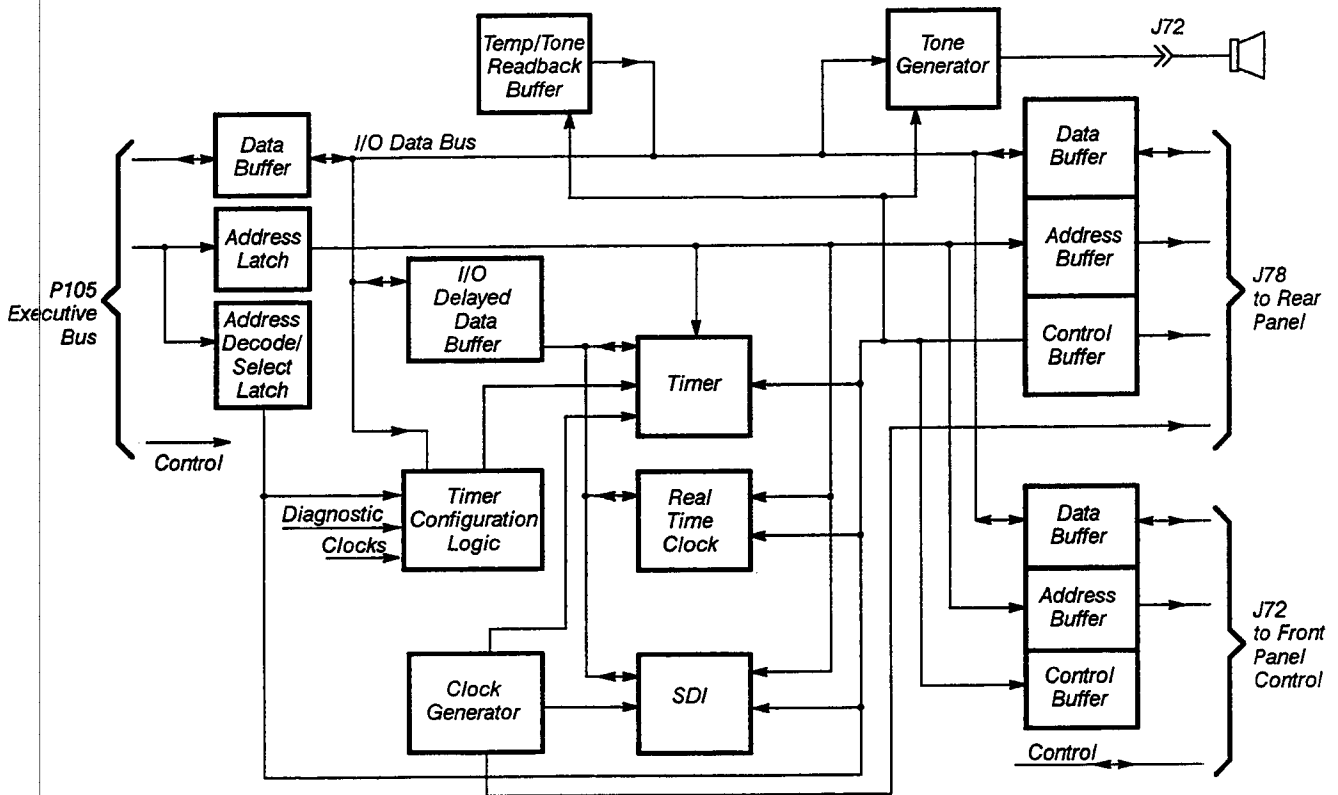 Temp/Tone
Readback
Buffer
Tone
Generator
J72
Data
Buffer
I/O Data Bus
Data
Buffer
Address
Latch
Address
Buffer
I/O
Delayed
Data
Buffer
P105
Executive
Bus
Address
Decode/
Select
Latch
Timer
Control
Buffer
J78
to Rear
Panel
Control
Diagnostic
Clocks
Timer
Configuration
Logic
Real
Time
Clock
Data
Buffer
Address
Buffer
Control
Buffer
J72
to Front
Panel
Control
Clock
Generator
SDI
Control